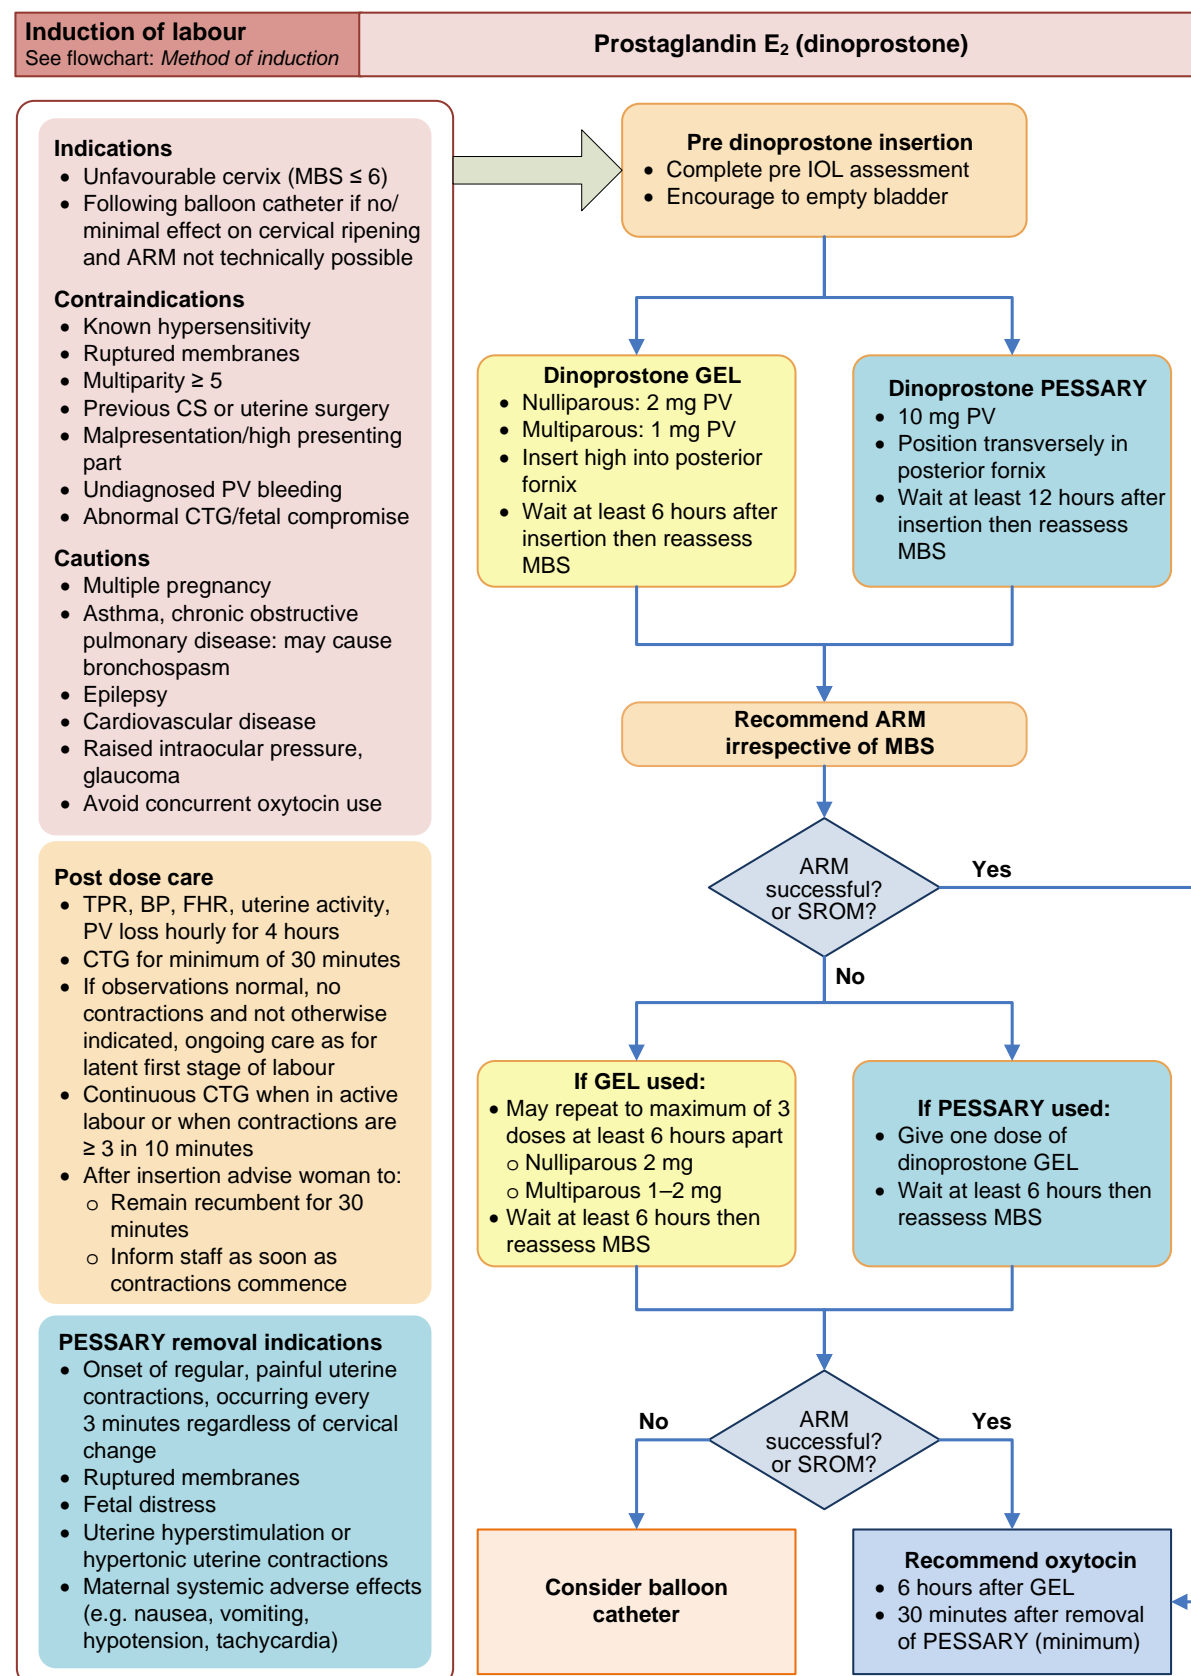 Induction of labour
See flowchart: Method of induction
Prostaglandin E₂ (dinoprostone)
Indications
• Unfavourable cervix (MBS ≤ 6)
• Following balloon catheter if no/
minimal effect on cervical ripening
and ARM not technically possible
Contraindications
• Known hypersensitivity
• Ruptured membranes
• Multiparity ≥ 5
• Previous CS or uterine surgery
• Malpresentation/high presenting
part
• Undiagnosed PV bleeding
• Abnormal CTG/fetal compromise
Cautions
• Multiple pregnancy
• Asthma, chronic obstructive
pulmonary disease: may cause
bronchospasm
• Epilepsy
• Cardiovascular disease
• Raised intraocular pressure,
glaucoma
• Avoid concurrent oxytocin use
Post dose care
• TPR, BP, FHR, uterine activity,
PV loss hourly for 4 hours
• CTG for minimum of 30 minutes
• If observations normal, no
contractions and not otherwise
indicated, ongoing care as for
latent first stage of labour
• Continuous CTG when in active
labour or when contractions are
≥ 3 in 10 minutes
• After insertion advise woman to:
o Remain recumbent for 30
minutes
o Inform staff as soon as
contractions commence
PESSARY removal indications
• Onset of regular, painful uterine
contractions, occurring every
3 minutes regardless of cervical
change
• Ruptured membranes
• Fetal distress
• Uterine hyperstimulation or
hypertonic uterine contractions
• Maternal systemic adverse effects
(e.g. nausea, vomiting,
hypotension, tachycardia)
Pre dinoprostone insertion
• Complete pre IOL assessment
• Encourage to empty bladder
Dinoprostone GEL
• Nulliparous: 2 mg PV
• Multiparous: 1 mg PV
• Insert high into posterior
fornix
• Wait at least 6 hours after
insertion then reassess
MBS
Dinoprostone PESSARY
• 10 mg PV
• Position transversely in
posterior fornix
• Wait at least 12 hours after
insertion then reassess
MBS
Recommend ARM
irrespective of MBS
ARM
successful?
or SROM?
Yes
No
If GEL used:
• May repeat to maximum of 3
doses at least 6 hours apart
o Nulliparous 2 mg
o Multiparous 1–2 mg
• Wait at least 6 hours then
reassess MBS
If PESSARY used:
• Give one dose of
dinoprostone GEL
• Wait at least 6 hours then
reassess MBS
No
ARM
successful?
or SROM?
Yes
Consider balloon
catheter
Recommend oxytocin
• 6 hours after GEL
• 30 minutes after removal
of PESSARY (minimum)